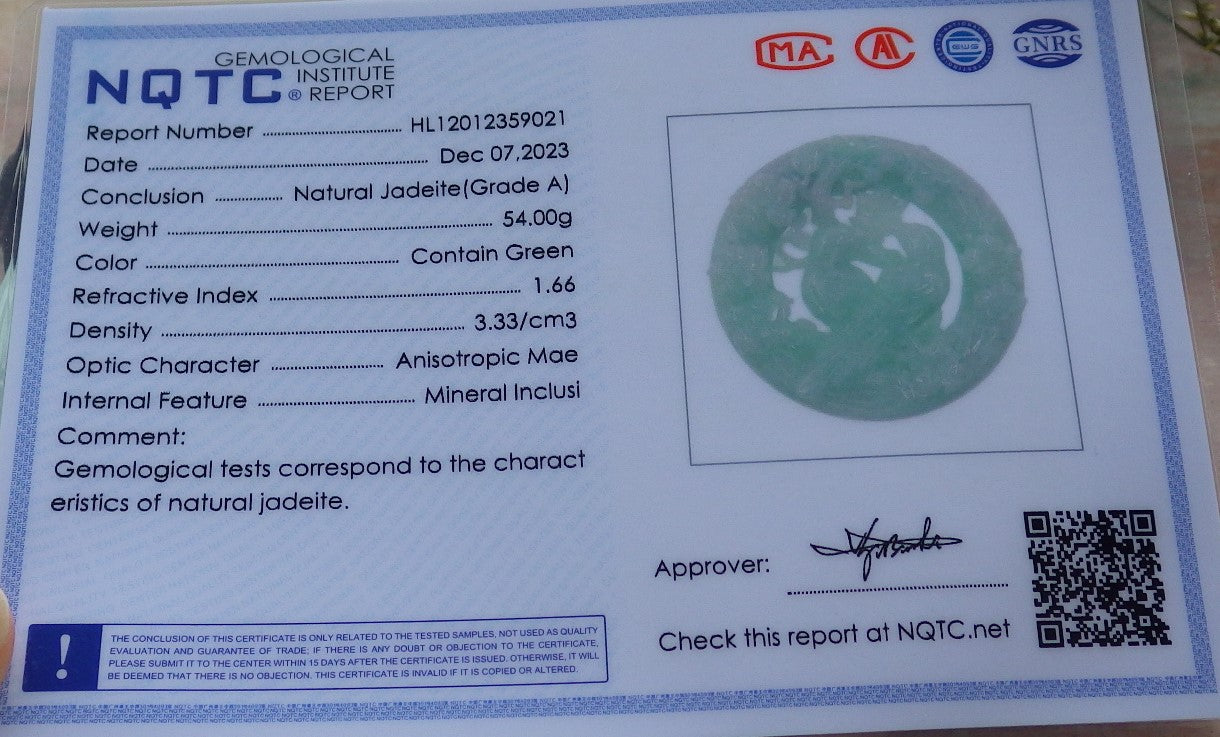 GEMOLOGICAL
NQTC® INSTITUTE
REPORT
MA
GNRS
Report Number ........ HL12012359021
Date ........ Dec 07,2023
Conclusion ........ Natural Jadeite(Grade A)
Weight ........ 54.00g
Color ........ Contain Green
Refractive Index ........ 1.66
Density ........ 3.33/cm3
Optic Character ........ Anisotropic Mae
Internal Feature ........ Mineral Inclusi
Comment:
Gemological tests correspond to the charact
eristics of natural jadeite.
Approver:
Check this report at NQTC.net
! THE CONCLUSION OF THIS CERTIFICATE IS ONLY RELATED TO THE TESTED SAMPLES, NOT USED AS QUALITY
EVALUATION AND GUARANTEE OF TRADE; IF THERE IS ANY DOUBT OR OBJECTION TO THE CERTIFICATE,
PLEASE SUBMIT IT TO THE CENTER WITHIN 15 DAYS AFTER THE CERTIFICATE IS ISSUED. OTHERWISE, IT WILL
BE DEEMED THAT THERE IS NO OBJECTION. THIS CERTIFICATE IS INVALID IF IT IS COPIED OR ALTERED.